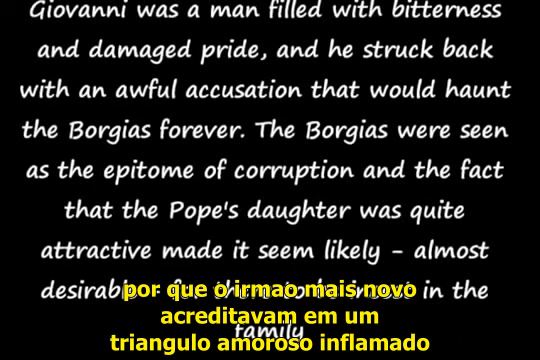 Giovanni was a man filled with bitterness
and damaged pride, and he struck back
with an awful accusation that would haunt
the Borgias forever. The Borgias were seen
as the epitome of corruption and the fact
that the Pope's daughter was quite
attractive made it seem likely - almost
desirable in the
family
por que o irmao mais novo
acreditavam em um
triangulo amoroso inflamado